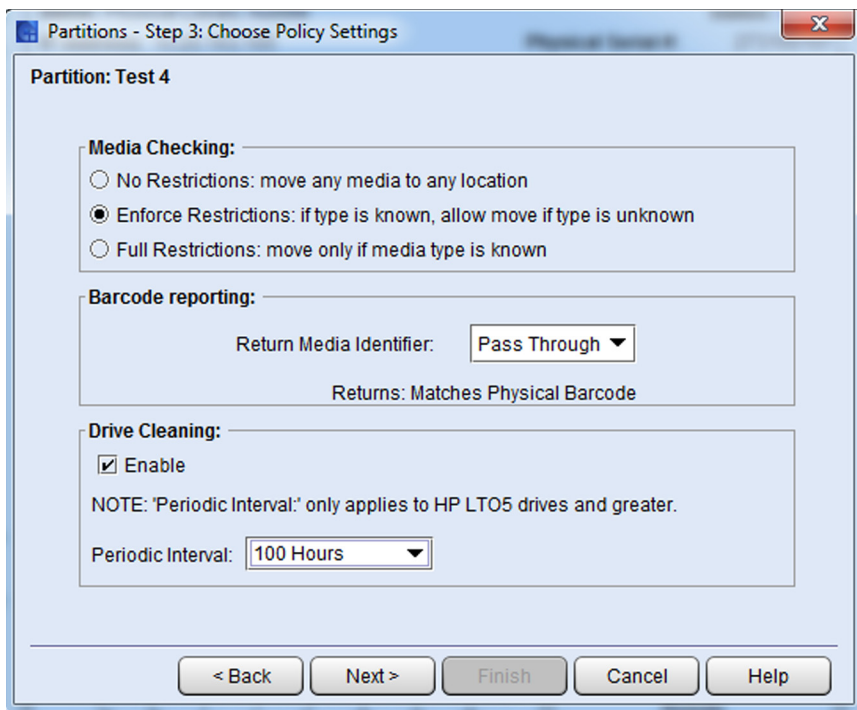 Partitions - Step 3: Choose Policy Settings
Partition: Test 4
Media Checking:
No Restrictions: move any media to any location
Enforce Restrictions: if type is known, allow move if type is unknown
Full Restrictions: move only if media type is known
Barcode reporting:
Return Media Identifier: Pass Through
Returns: Matches Physical Barcode
Drive Cleaning:
Enable
NOTE: 'Periodic Interval:' only applies to HP LTO5 drives and greater.
Periodic Interval: 100 Hours
< Back Next > Finish Cancel Help